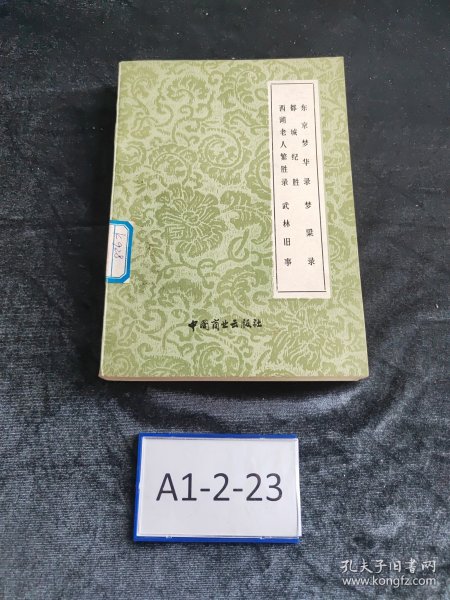 东京梦华录 梦粱录
都城纪胜
西湖老人繁胜录 武林旧事
中国商业出版社
A1-2-23
孔夫子旧书网
www.kongfz.com